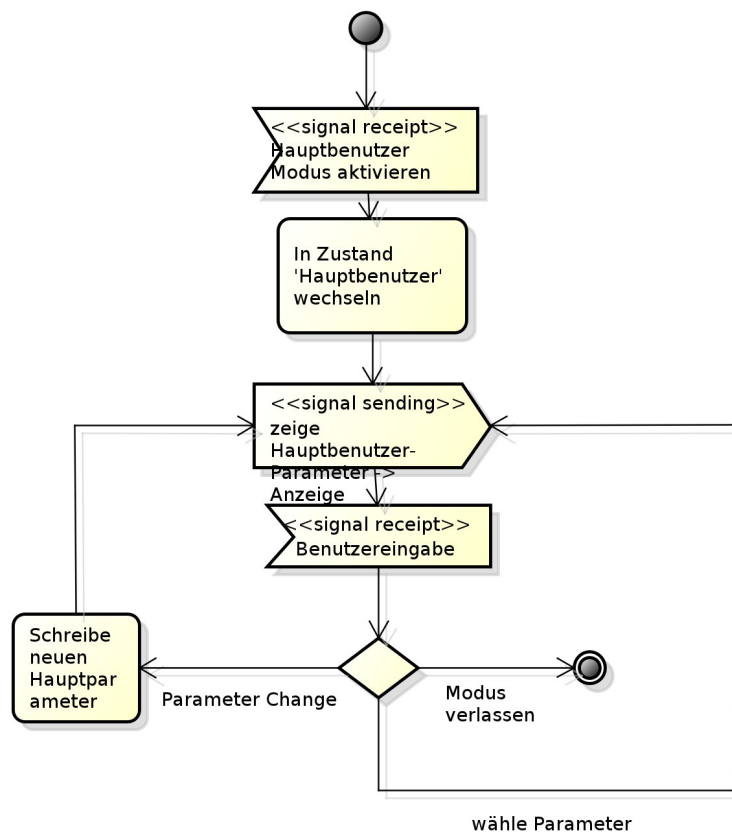 <<signal receipt>>
Hauptbenutzer
Modus aktivieren
In Zustand
'Hauptbenutzer'
wechseln
<<signal sending>>
zeige
Hauptbenutzer-
Parameter ->
Anzeige
<<signal receipt>>
Benutzereingabe
Schreibe
neuen
Hauptpar
ameter
Parameter Change
Modus
verlassen
wähle Parameter